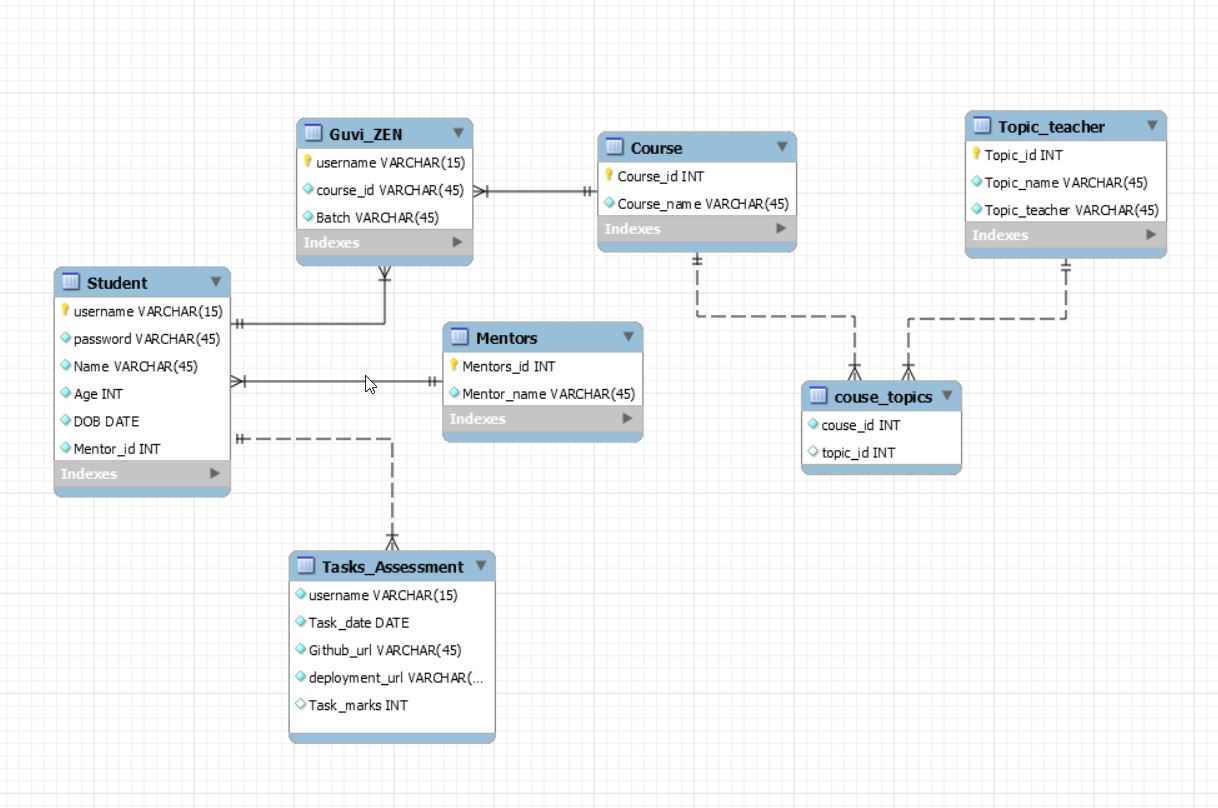 Guvi_ZEN
username VARCHAR(15)
course_id VARCHAR(45)
Batch VARCHAR(45)
Indexes
Course
Course_id INT
Course_name VARCHAR(45)
Indexes
Topic_teacher
Topic_id INT
Topic_name VARCHAR(45)
Topic_teacher VARCHAR(45)
Indexes
Student
username VARCHAR(15)
password VARCHAR(45)
Name VARCHAR(45)
Age INT
DOB DATE
Mentor_id INT
Indexes
Mentors
Mentors_id INT
Mentor_name VARCHAR(45)
Indexes
couse_topics
couse_id INT
topic_id INT
Tasks_Assessment
username VARCHAR(15)
Task_date DATE
Github_url VARCHAR(45)
deployment_url VARCHAR(...
Task_marks INT